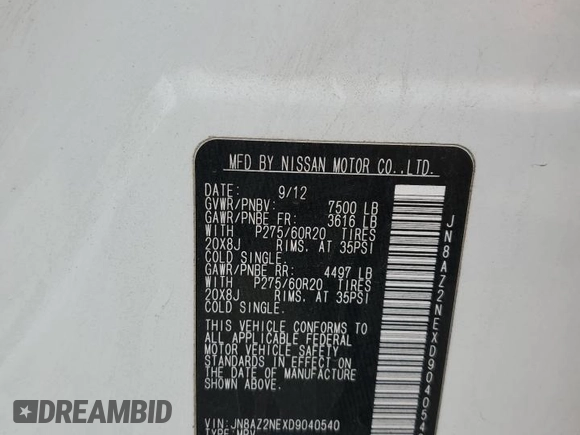 MFD BY NISSAN MOTOR CO.,LTD.
DATE: 9/12
GVWR/PNBV: 7500 LB
GAWR/PNBE FR: 3616 LB
WITH P275/60R20 TIRES
20X8J RIMS. AT 35PSI
COLD SINGLE.
GAWR/PNBE RR: 4497 LB
WITH P275/60R20 TIRES
20X8J RIMS. AT 35PSI
COLD SINGLE.
THIS VEHICLE CONFORMS TO
ALL APPLICABLE FEDERAL
MOTOR VEHICLE SAFETY
STANDARDS IN EFFECT ON
THE DATE OF MANUFACTURE
SHOWN ABOVE.
VIN: JN8AZ2NEXD9040540
TYPE: MPV
JN8AZ2NEXD904054
RIDESAFELY